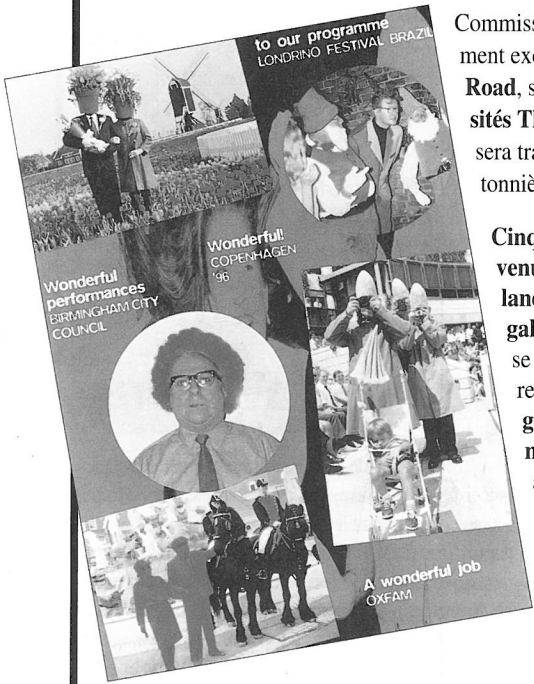 to our programme
LONDRINO FESTIVAL BRAZIL
Wonderful!
COPENHAGEN
'96
Wonderful
performances
BIRMINGHAM CITY
COUNCIL
A wonderful job
OXFAM
Commiss
ment exc
Road, s
sités Th
sera tra
tonniè
Cinq
venu
lanc
gal
se
re
g
n
a